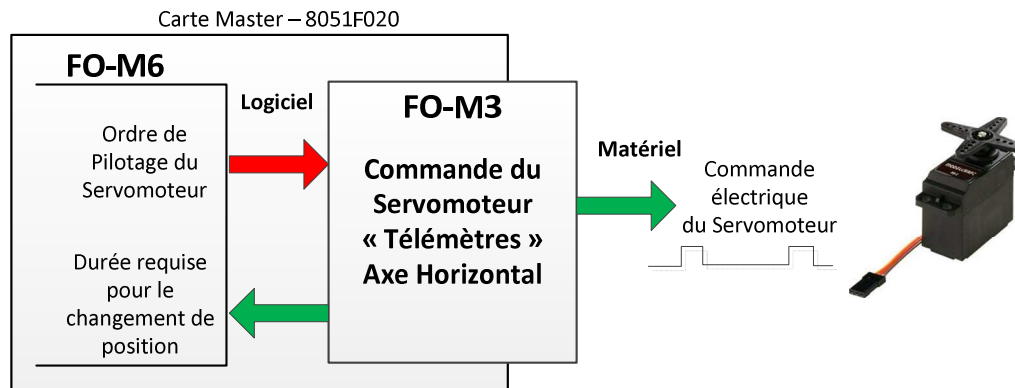 Carte Master – 8051F020
FO-M6
Logiciel
Ordre de
Pilotage du
Servomoteur
Durée requise
pour le
changement de
position
FO-M3
Commande du
Servomoteur
« Télémètres »
Axe Horizontal
Matériel
Commande
électrique
du Servomoteur